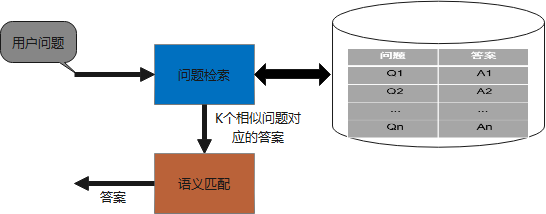 用户问题
问题检索
问题 答案
Q1 A1
Q2 A2
... ...
Qn An
K个相似问题对
应的答案
语义匹配
答案